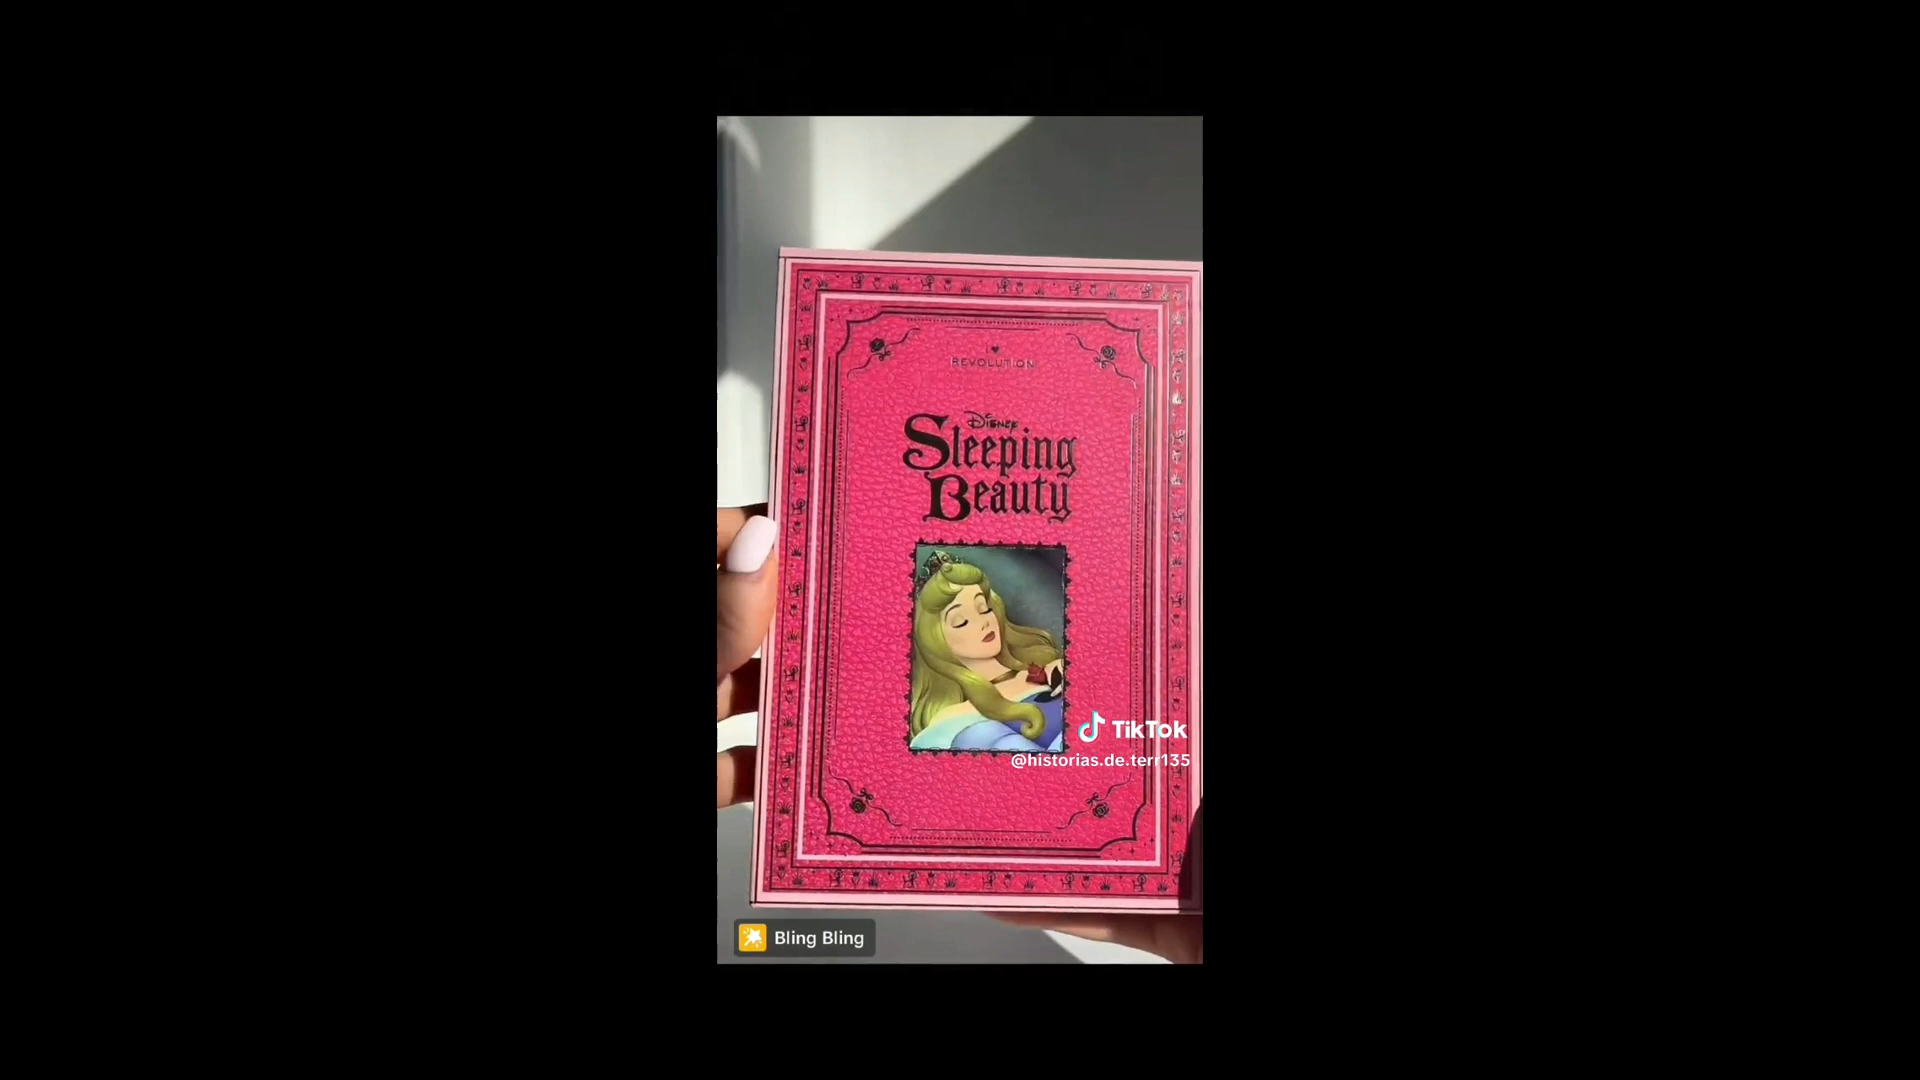 I ♥
REVOLUTION
Disney
Sleeping
Beauty
TikTok
@historias.de.terr135
Bling Bling